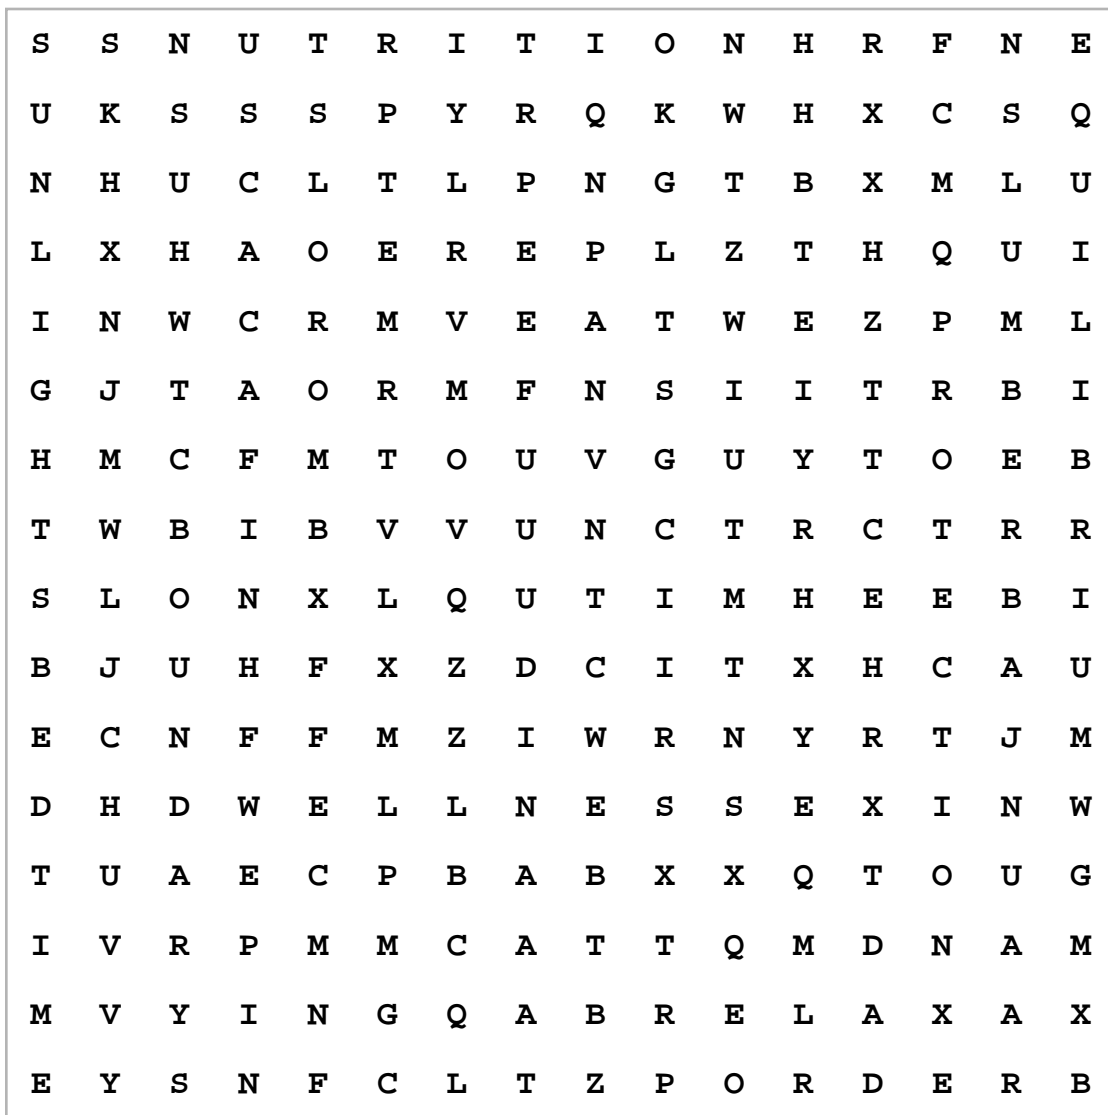 S S N U T R I T I O N H R F N E
U K S S S P Y R Q K W H X C S Q
N H U C L T L P N G T B X M L U
L X H A O E R E P L Z T H Q U I
I N W C R M V E A T W E Z P M L
G J T A O R M F N S I I T R B I
H M C F M T O U V G U Y T O E B
T W B I B V V U N C T R C T R R
S L O N X L Q U T I M H E E B I
B J U H F X Z D C I T X H C A U
E C N F F M Z I W R N Y R T J M
D H D W E L L N E S S E X I N W
T U A E C P B A B X X Q T O U G
I V R P M M C A T T Q M D N A M
M V Y I N G Q A B R E L A X A X
E Y S N F C L T Z P O R D E R B